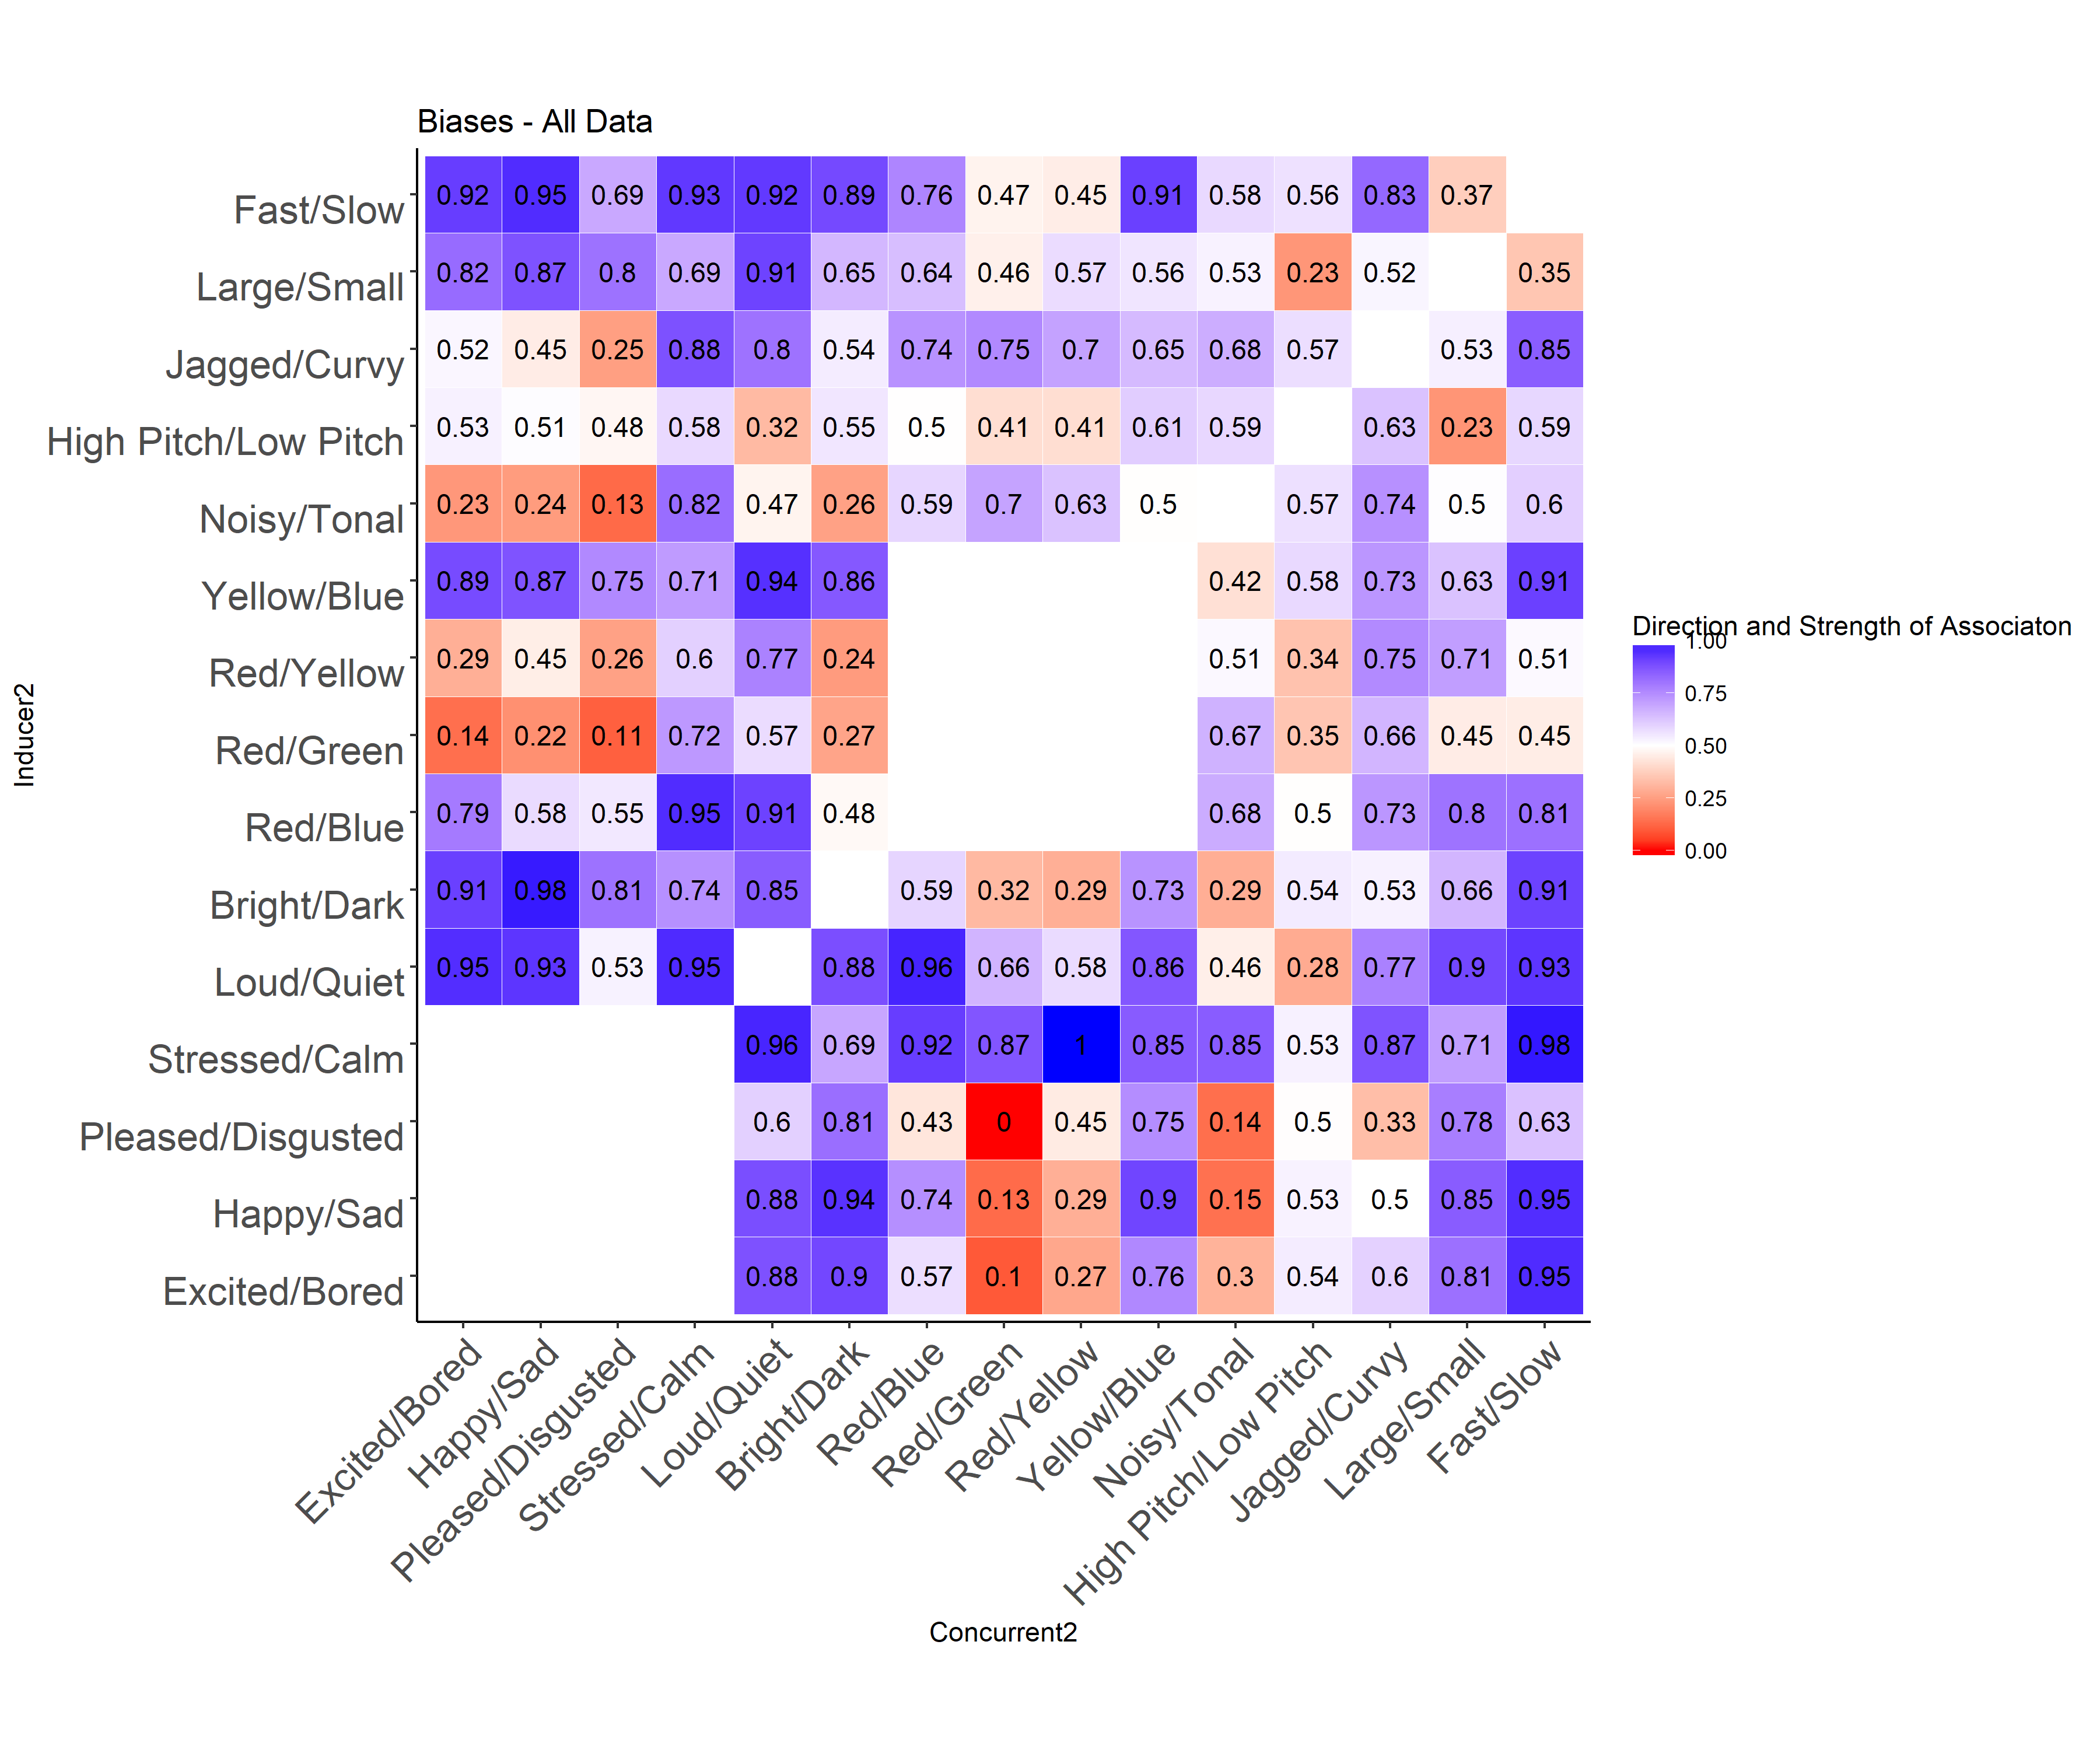 Biases - All Data
Fast/Slow 0.92 0.95 0.69 0.93 0.92 0.89 0.76 0.47 0.45 0.91 0.58 0.56 0.83 0.37
Large/Small 0.82 0.87 0.8 0.69 0.91 0.65 0.64 0.46 0.57 0.56 0.53 0.23 0.52 0.35
Jagged/Curvy 0.52 0.45 0.25 0.88 0.8 0.54 0.74 0.75 0.7 0.65 0.68 0.57 0.53 0.85
High Pitch/Low Pitch 0.53 0.51 0.48 0.58 0.32 0.55 0.5 0.41 0.41 0.61 0.59 0.63 0.23 0.59
Noisy/Tonal 0.23 0.24 0.13 0.82 0.47 0.26 0.59 0.7 0.63 0.5 0.57 0.74 0.5 0.6
Yellow/Blue 0.89 0.87 0.75 0.71 0.94 0.86 0.42 0.58 0.73 0.63 0.91
Red/Yellow 0.29 0.45 0.26 0.6 0.77 0.24 0.51 0.34 0.75 0.71 0.51
Red/Green 0.14 0.22 0.11 0.72 0.57 0.27 0.67 0.35 0.66 0.45 0.45
Red/Blue 0.79 0.58 0.55 0.95 0.91 0.48 0.68 0.5 0.73 0.8 0.81
Bright/Dark 0.91 0.98 0.81 0.74 0.85 0.59 0.32 0.29 0.73 0.29 0.54 0.53 0.66 0.91
Loud/Quiet 0.95 0.93 0.53 0.95 0.88 0.96 0.66 0.58 0.86 0.46 0.28 0.77 0.9 0.93
Stressed/Calm 0.96 0.69 0.92 0.87 1 0.85 0.85 0.53 0.87 0.71 0.98
Pleased/Disgusted 0.6 0.81 0.43 0 0.45 0.75 0.14 0.5 0.33 0.78 0.63
Happy/Sad 0.88 0.94 0.74 0.13 0.29 0.9 0.15 0.53 0.5 0.85 0.95
Excited/Bored 0.88 0.9 0.57 0.1 0.27 0.76 0.3 0.54 0.6 0.81 0.95
Inducer2
Excited/Bored
Happy/Sad
Pleased/Disgusted
Stressed/Calm
Loud/Quiet
Bright/Dark
Red/Blue
Red/Green
Red/Yellow
Yellow/Blue
Noisy/Tonal
High Pitch/Low Pitch
Jagged/Curvy
Large/Small
Fast/Slow
Concurrent2
Direction and Strength of Associaton
1.00
0.75
0.50
0.25
0.00